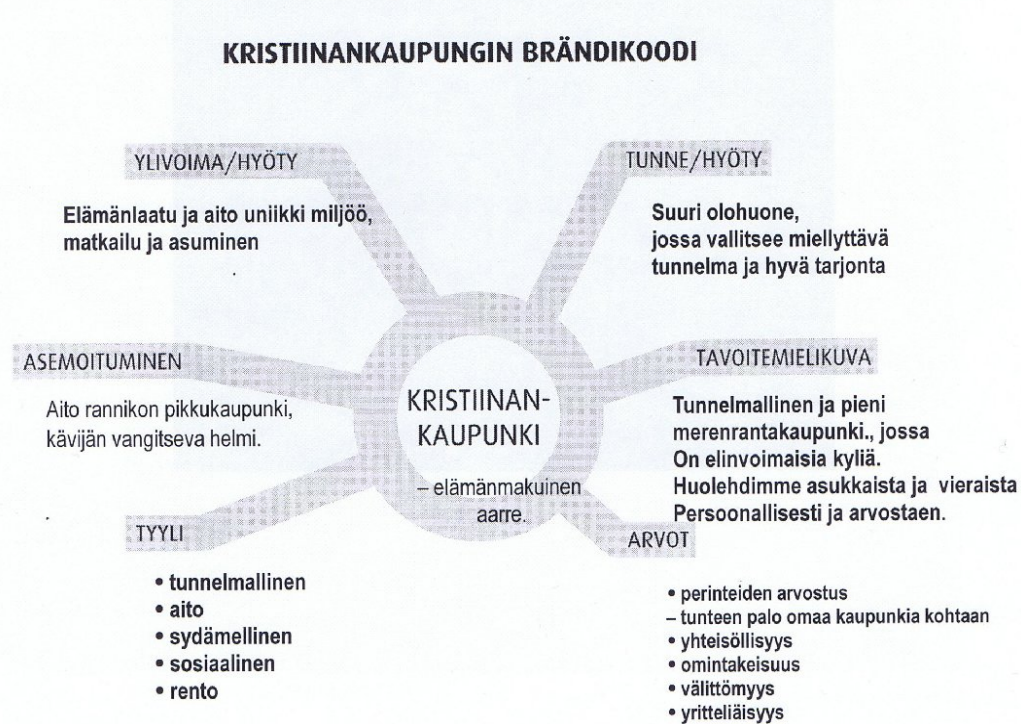 KRISTIINANKAUPUNGIN BRÄNDIKOODI
YLIVOIMA/HYÖTY
Elämänlaatu ja aito uniikki miljöö,
matkailu ja asuminen
TUNNE/HYÖTY
Suuri olohuone,
jossa vallitsee miellyttävä
tunnelma ja hyvä tarjonta
ASEMOITUMINEN
Aito rannikon pikkukaupunki,
kävijän vangitseva helmi.
KRISTIINAN-
KAUPUNKI
– elämänmakuinen
aarre.
TAVOITEMIELIKUVA
Tunnelmallinen ja pieni
merenrantakaupunki., jossa
On elinvoimaisia kyliä.
Huolehdimme asukkaista ja vieraista
Persoonallisesti ja arvostaen.
TYYLI
• tunnelmallinen
• aito
• sydämellinen
• sosiaalinen
• rento
ARVOT
• perinteiden arvostus
– tunteen palo omaa kaupunkia kohtaan
• yhteisöllisyys
• omintakeisuus
• välittömyys
• yritteliäisyys